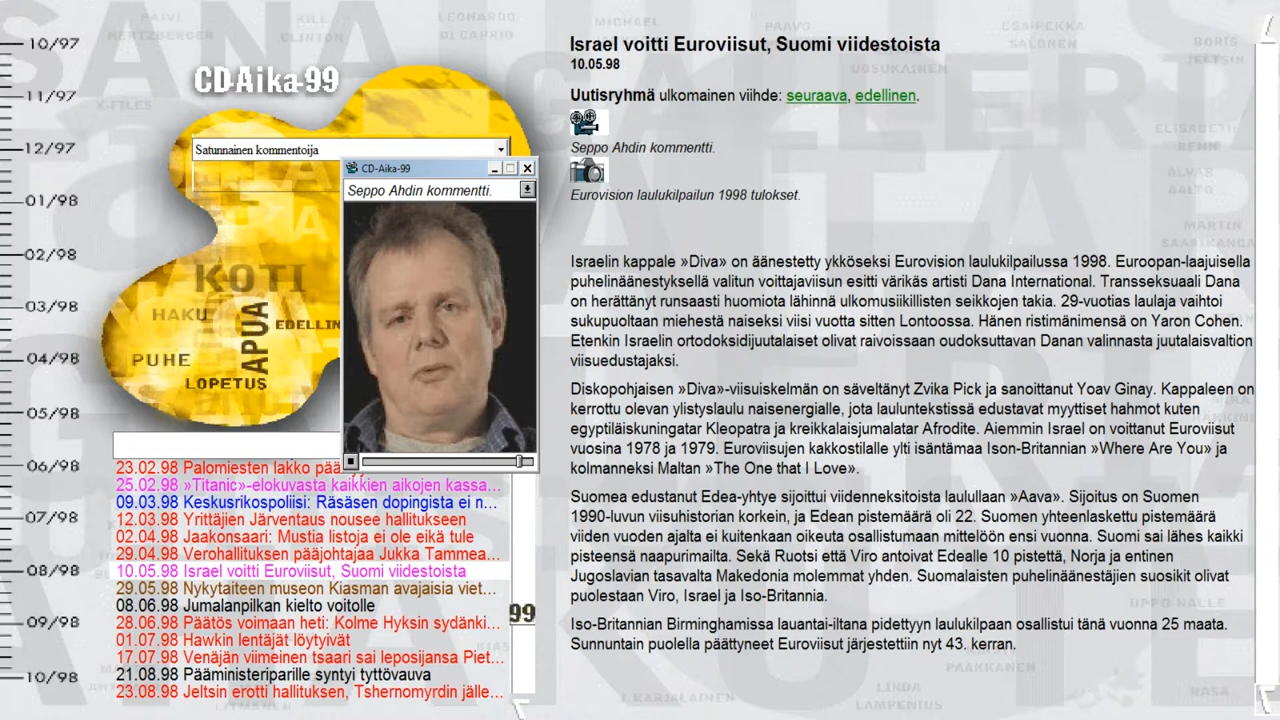 10/97
11/97
12/97
01/98
02/98
03/98
04/98
05/98
06/98
07/98
08/98
09/98
10/98
CD-Aika-99
Satunnainen kommentoija
KOTI
HAKU
APUA
EDELLIN
PUHE
LOPETUS
CD-Aika-99
Seppo Ahdin kommentti.
23.02.98 Palomiesten lakko pää
25.02.98 »Titanic»-elokuvasta kaikkien aikojen kassa...
09.03.98 Keskusrikospoliisi: Räsäsen dopingista ei n...
12.03.98 Yrittäjien Järventaus nousee hallitukseen
02.04.98 Jaakonsaari: Mustia listoja ei ole eikä tule
29.04.98 Verohallituksen pääjohtajaa Jukka Tammea...
10.05.98 Israel voitti Euroviisut, Suomi viidestoista
29.05.98 Nykytaiteen museon Kiasman avajaisia viet...
08.06.98 Jumalanpilkan kielto voitolle
28.06.98 Päätös voimaan heti: Kolme Hyksin sydänki...
01.07.98 Hawkin lentäjät löytyivät
17.07.98 Venäjän viimeinen tsaari sai leposijansa Piet...
21.08.98 Pääministeriparille syntyi tyttövauva
23.08.98 Jeltsin erotti hallituksen, Tshernomyrdin jälle...
99
Israel voitti Euroviisut, Suomi viidestoista
10.05.98
Uutisryhmä ulkomainen viihde: seuraava, edellinen.
Seppo Ahdin kommentti.
Eurovision laulukilpailun 1998 tulokset.
Israelin kappale »Diva» on äänestetty ykköseksi Eurovision laulukilpailussa 1998. Euroopan-laajuisella
puhelinäänestyksellä valitun voittajaviisun esitti värikäs artisti Dana International. Transseksuaali Dana
on herättänyt runsaasti huomiota lähinnä ulkomusiikillisten seikkojen takia. 29-vuotias laulaja vaihtoi
sukupuoltaan miehestä naiseksi viisi vuotta sitten Lontoossa. Hänen ristimänimensä on Yaron Cohen.
Etenkin Israelin ortodoksidijuutalaiset olivat raivoissaan oudoksuttavan Danan valinnasta juutalaisvaltion
viisuedustajaksi.
Diskopohjaisen »Diva»-viisuiskelmän on säveltänyt Zvika Pick ja sanoittanut Yoav Ginay. Kappaleen on
kerrottu olevan ylistyslaulu naisenergialle, jota lauluntekstissä edustavat myyttiset hahmot kuten
egyptiläiskuningatar Kleopatra ja kreikkalaisjumalatar Afrodite. Aiemmin Israel on voittanut Euroviisut
vuosina 1978 ja 1979. Euroviisujen kakkostilalle ylti isäntämaa Ison-Britannian »Where Are You» ja
kolmanneksi Maltan »The One that I Love».
Suomea edustanut Edea-yhtye sijoittui viidenneksitoista laulullaan »Aava». Sijoitus on Suomen
1990-luvun viisuhistorian korkein, ja Edean pistemäärä oli 22. Suomen yhteenlaskettu pistemäärä
viiden vuoden ajalta ei kuitenkaan oikeuta osallistumaan mittelöön ensi vuonna. Suomi sai lähes kaikki
pisteensä naapurimailta. Sekä Ruotsi että Viro antoivat Edealle 10 pistettä, Norja ja entinen
Jugoslavian tasavalta Makedonia molemmat yhden. Suomalaisten puhelinäänestäjien suosikit olivat
puolestaan Viro, Israel ja Iso-Britannia.
Iso-Britannian Birminghamissa lauantai-iltana pidettyyn laulukilpaan osallistui tänä vuonna 25 maata.
Sunnuntain puolella päättyneet Euroviisut järjestettiin nyt 43. kerran.